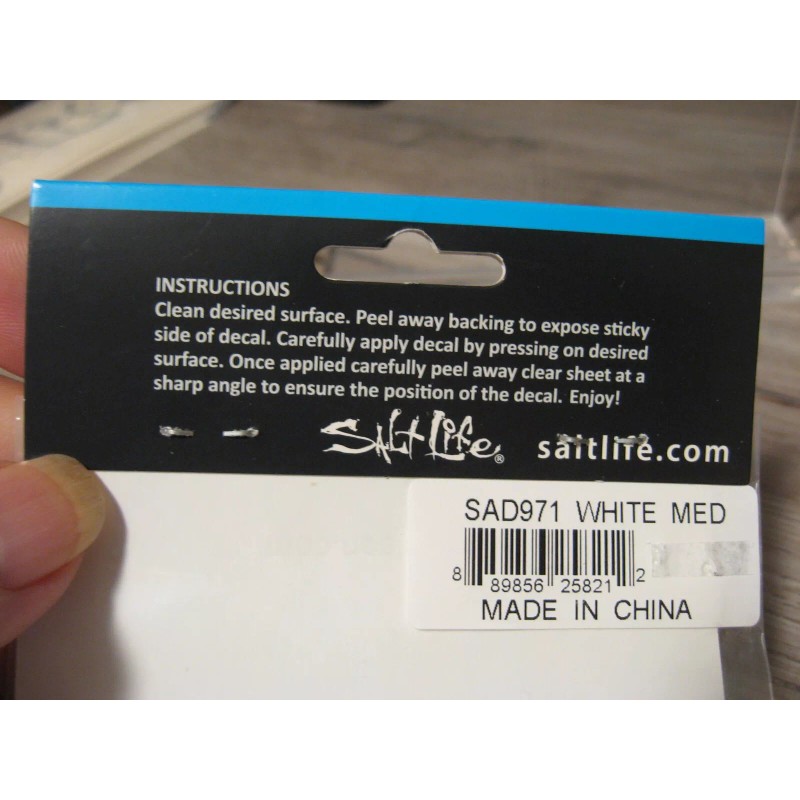 INSTRUCTIONS
Clean desired surface. Peel away backing to expose sticky
side of decal. Carefully apply decal by pressing on desired
surface. Once applied carefully peel away clear sheet at a
sharp angle to ensure the position of the decal. Enjoy!
Salt Life®
saltlife.com
SAD971 WHITE MED
8 89856 25821 2
MADE IN CHINA